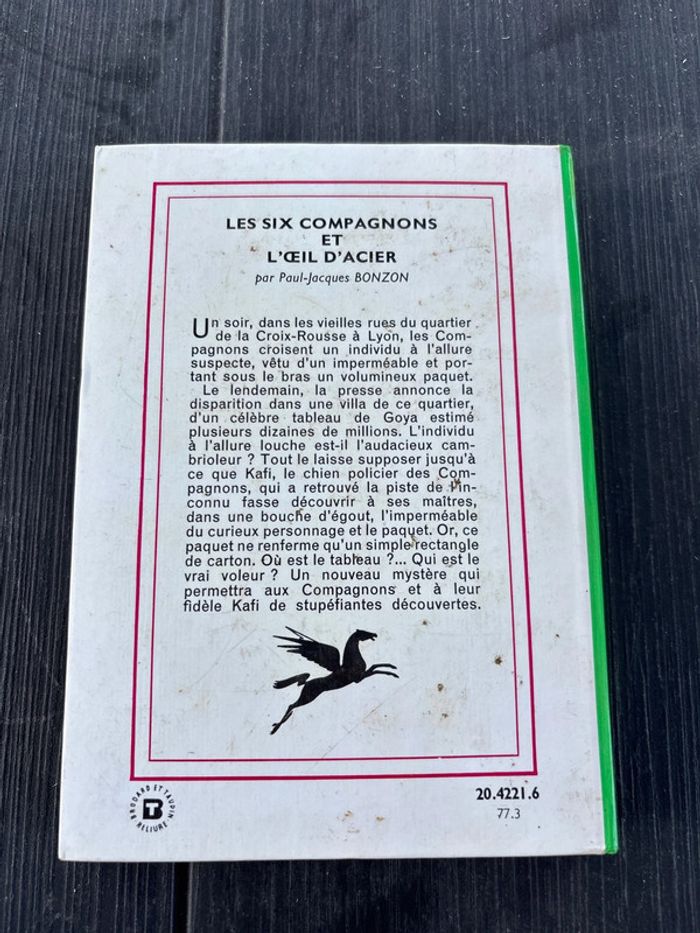 LES SIX COMPAGNONS
ET
L'ŒIL D'ACIER
par Paul-Jacques BONZON
Un soir, dans les vieilles rues du quartier
de la Croix-Rousse à Lyon, les Com-
pagnons croisent un individu à l'allure
suspecte, vêtu d'un imperméable et por-
tant sous le bras un volumineux paquet.
Le lendemain, la presse annonce la
disparition dans une villa de ce quartier,
d'un célèbre tableau de Goya estimé
plusieurs dizaines de millions. L'individu
à l'allure louche est-il l'audacieux cam-
brioleur ? Tout le laisse supposer jusqu'à
ce que Kafi, le chien policier des Com-
pagnons, qui a retrouvé la piste de l'in-
connu fasse découvrir à ses maîtres,
dans une bouche d'égout, l'imperméable
du curieux personnage et le paquet. Or, ce
paquet ne renferme qu'un simple rectangle
de carton. Où est le tableau ?... Qui est le
vrai voleur ? Un nouveau mystère qui
permettra aux Compagnons et à leur
fidèle Kafi de stupéfiantes découvertes.
BRODARD ET TAUPIN
BT
RELIURE
20.4221.6
77.3